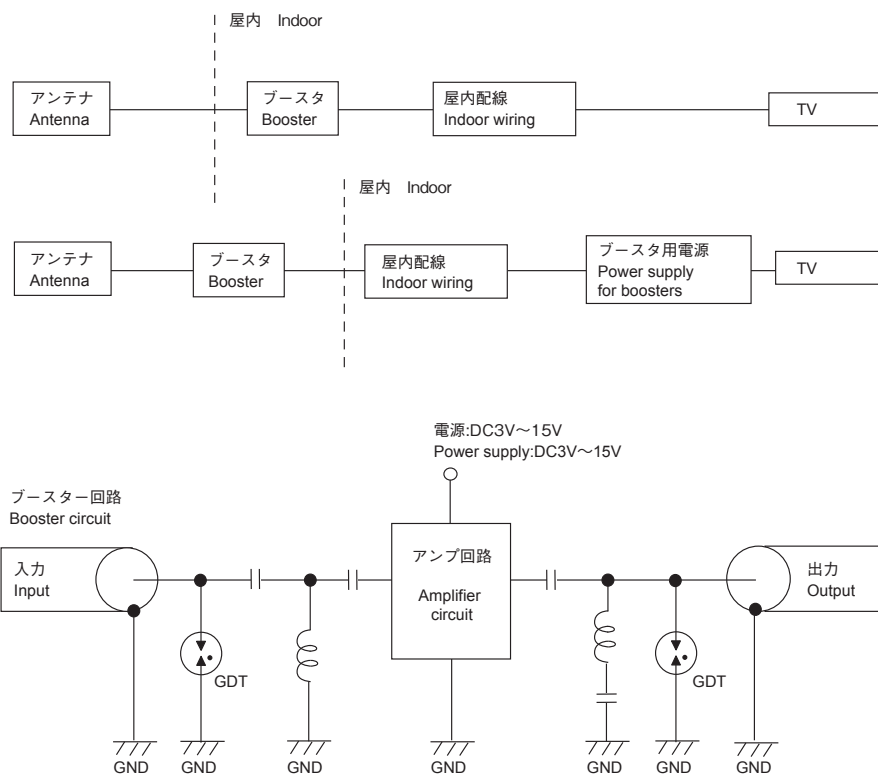 屋内 Indoor
アンテナ
Antenna
ブースタ
Booster
屋内配線
Indoor wiring
TV
屋内 Indoor
アンテナ
Antenna
ブースタ
Booster
屋内配線
Indoor wiring
ブースタ用電源
Power supply
for boosters
TV
電源:DC3V〜15V
Power supply:DC3V〜15V
ブースター回路
Booster circuit
入力
Input
アンプ回路
Amplifier
circuit
出力
Output
GDT
GDT
GND
GND
GND
GND
GND
GND
GND